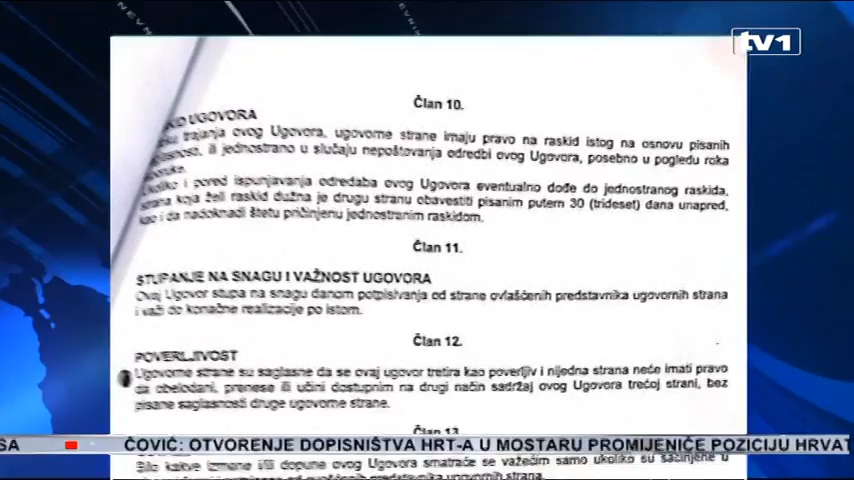 tv1
Član 10.
UGOVORA
trajanja ovog Ugovora, ugovorne strane imaju pravo na raskid istog na osnovu pisanih
ili jednostrano u slučaju nepoštovanja odredbi ovog Ugovora, posebno u pogledu roka
i pored ispunjavanja odredaba ovog Ugovora eventualno dođe do jednostranog raskida,
strana koja želi raskid dužna je drugu stranu obavestiti pisanim putem 30 (trideset) dana unapred,
kao i da nadoknadi štetu pričinjenu jednostranim raskidom.
Član 11.
STUPANJE NA SNAGU I VAŽNOST UGOVORA
Ovaj Ugovor stupa na snagu danom potpisivanja od strane ovlašćenih predstavnika ugovornih strana
i važi do konačne realizacije po istom.
Član 12.
POVERLJIVOST
Ugovorne strane su saglasne da se ovaj ugovor tretira kao poverljiv i nijedna strana neće imati pravo
da obelodani, prenese ili učini dostupnim na drugi način sadržaj ovog Ugovora trećoj strani, bez
pisane saglasnosti druge ugovorne strane.
Član 13.
SA ČOVIĆ: OTVORENJE DOPISNIŠTVA HRT-A U MOSTARU PROMIJENIĆE POZICIJU HRVAT
Bilo kakve izmene i/ili dopune ovog Ugovora smatraće se važećim samo ukoliko su sačinjene u
predstavnika ugovornih strana.